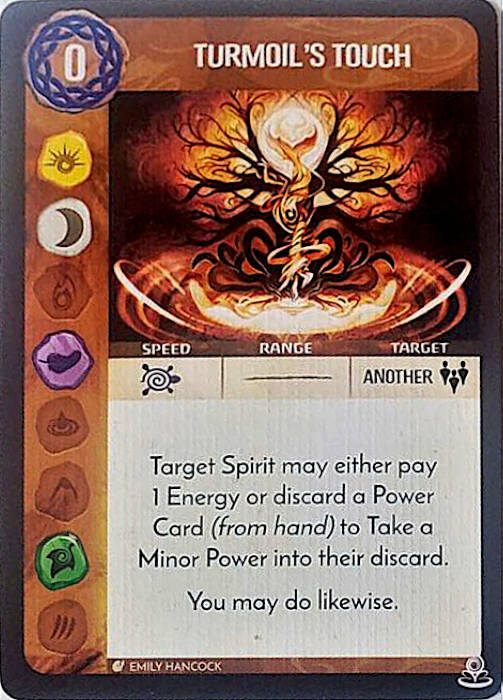 0
TURMOIL'S TOUCH
SPEED RANGE TARGET
ANOTHER
Target Spirit may either pay
1 Energy or discard a Power
Card (from hand) to Take a
Minor Power into their discard.
You may do likewise.
EMILY HANCOCK